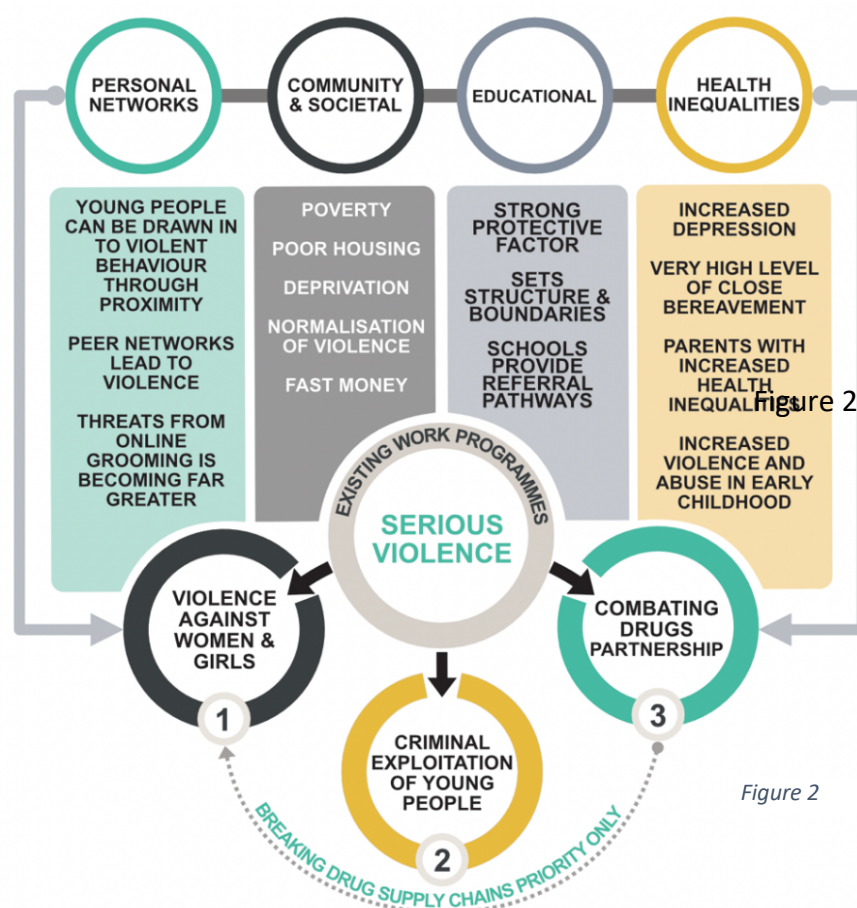 PERSONAL
NETWORKS
COMMUNITY
& SOCIETAL
EDUCATIONAL
HEALTH
INEQUALITIES
YOUNG PEOPLE
CAN BE DRAWN IN
TO VIOLENT
BEHAVIOUR
THROUGH
PROXIMITY
PEER NETWORKS
LEAD TO
VIOLENCE
THREATS FROM
ONLINE
GROOMING IS
BECOMING FAR
GREATER
POVERTY
POOR HOUSING
DEPRIVATION
NORMALISATION
OF VIOLENCE
FAST MONEY
STRONG
PROTECTIVE
FACTOR
SETS
STRUCTURE &
BOUNDARIES
SCHOOLS
PROVIDE
REFERRAL
PATHWAYS
INCREASED
DEPRESSION
VERY HIGH LEVEL
OF CLOSE
BEREAVEMENT
PARENTS WITH
INCREASED
HEALTH
INEQUALITIES
Figure 2
INCREASED
VIOLENCE AND
ABUSE IN EARLY
CHILDHOOD
EXISTING WORK PROGRAMMES
SERIOUS
VIOLENCE
VIOLENCE
AGAINST
WOMEN &
GIRLS
1
CRIMINAL
EXPLOITATION
OF YOUNG
PEOPLE
2
COMBATING
DRUGS
PARTNERSHIP
3
Figure 2
BREAKING DRUG SUPPLY CHAINS PRIORITY ONLY